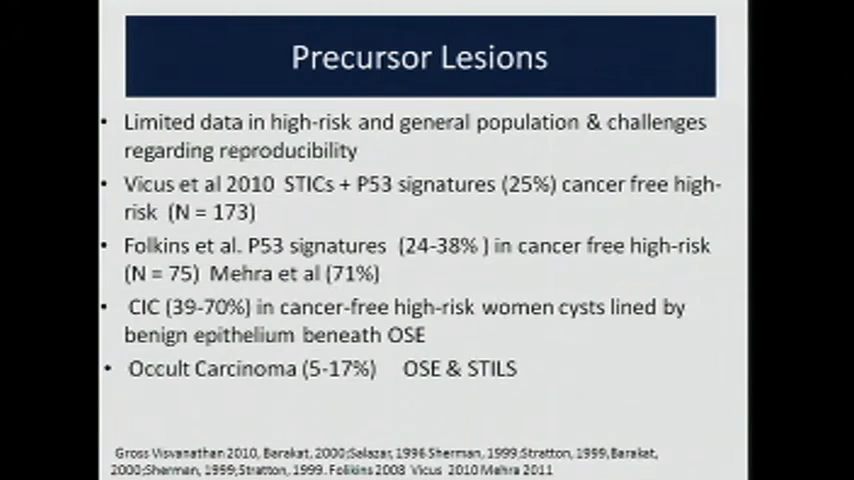 Precursor Lesions
• Limited data in high-risk and general population & challenges
regarding reproducibility
• Vicus et al 2010 STICs + P53 signatures (25%) cancer free high-
risk (N = 173)
• Folkins et al. P53 signatures (24-38% ) in cancer free high-risk
(N = 75) Mehra et al (71%)
• CIC (39-70%) in cancer-free high-risk women cysts lined by
benign epithelium beneath OSE
• Occult Carcinoma (5-17%) OSE & STILS
Gross Visvanathan 2010, Barakat, 2000;Salazar, 1996 Sherman, 1999;Stratton, 1999,Barakat,
2000;Sherman, 1999;Stratton, 1999. Folikins 2008 Vicus 2010 Mehra 2011